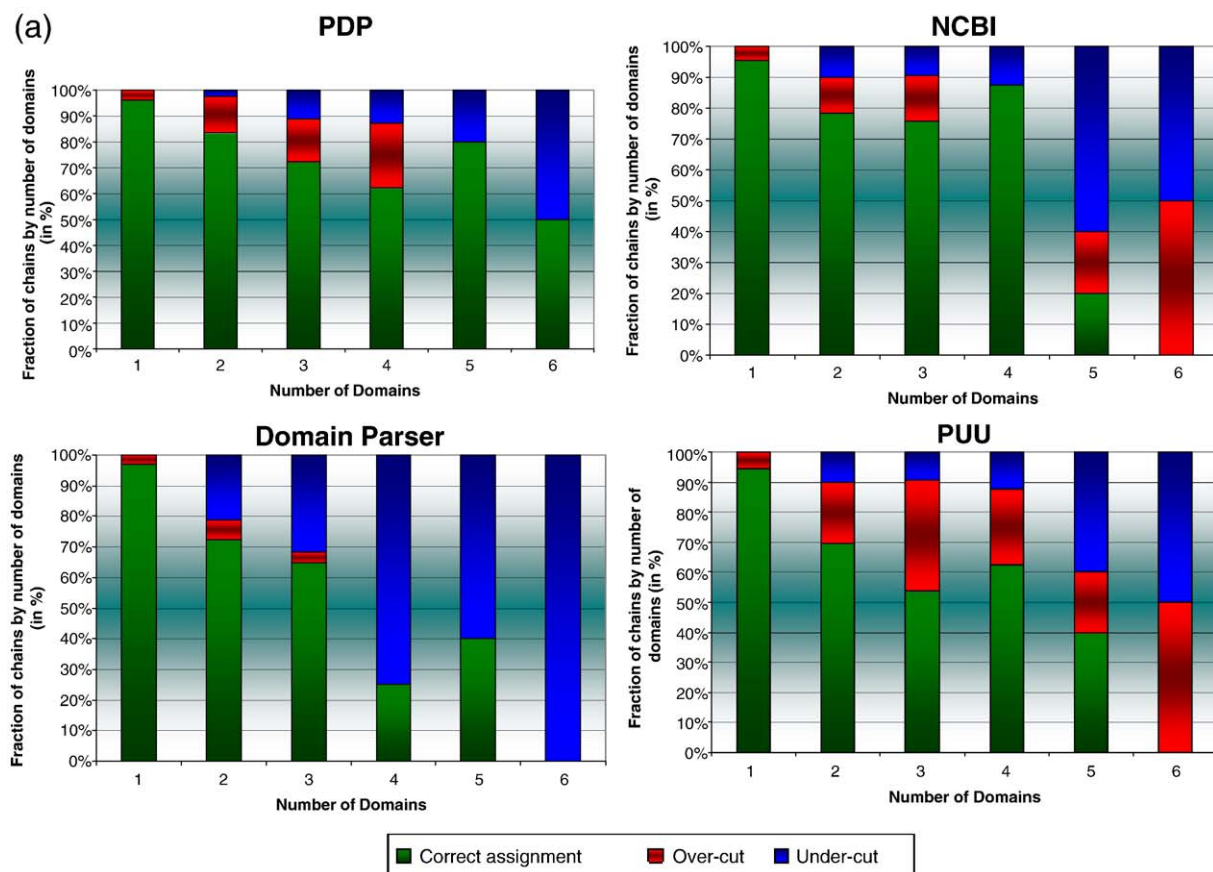 (a)
PDP
Fraction of chains by number of domains
(in %)
100%
90%
80%
70%
60%
50%
40%
30%
20%
10%
0%
1 2 3 4 5 6
Number of Domains
NCBI
Fraction of chains by number of domains
(in %)
100%
90%
80%
70%
60%
50%
40%
30%
20%
10%
0%
1 2 3 4 5 6
Number of Domains
Domain Parser
Fraction of chains by number of domains
(in %)
100%
90%
80%
70%
60%
50%
40%
30%
20%
10%
0%
1 2 3 4 5 6
Number of Domains
PUU
Fraction of chains by number of
domains (in %)
100%
90%
80%
70%
60%
50%
40%
30%
20%
10%
0%
1 2 3 4 5 6
Number of Domains
Correct assignment Over-cut Under-cut